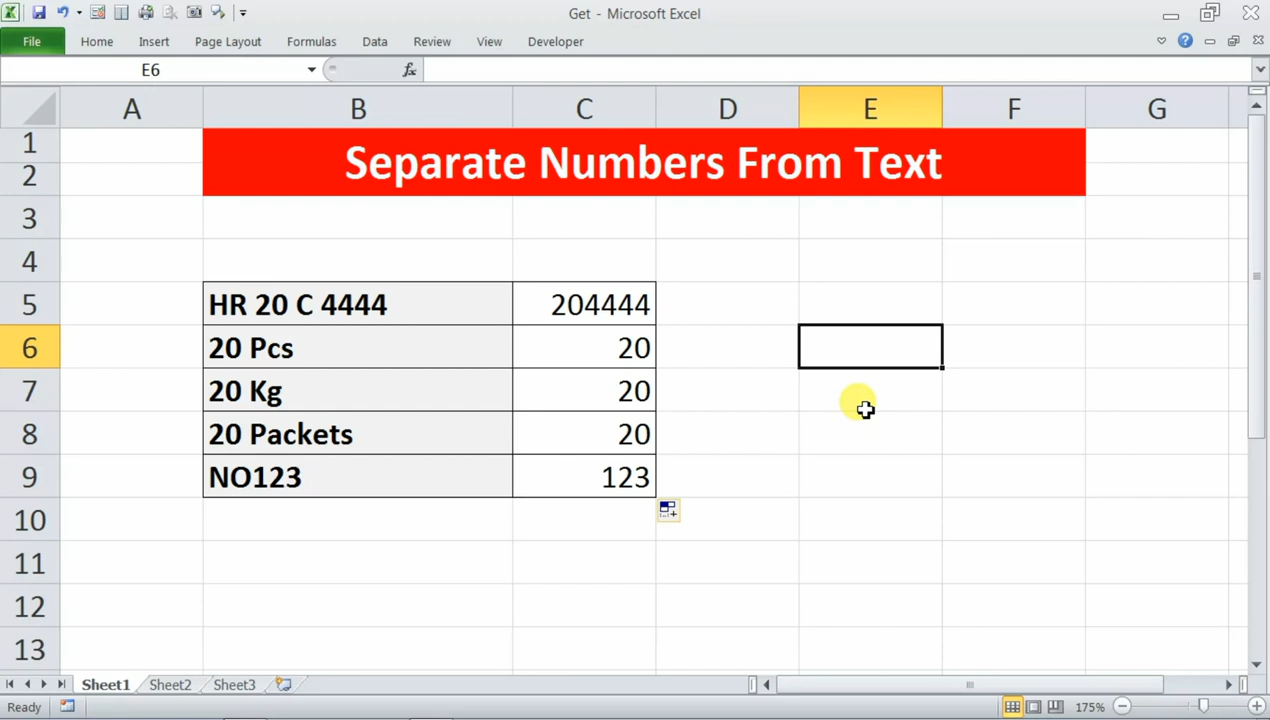 Get - Microsoft Excel
File Home Insert Page Layout Formulas Data Review View Developer
E6 fx
A B C D E F G
1
Separate Numbers From Text
2
3
4
5 HR 20 C 4444 204444
6 20 Pcs 20
7 20 Kg 20
8 20 Packets 20
9 NO123 123
10
11
12
13
Sheet1 Sheet2 Sheet3
Ready 175%